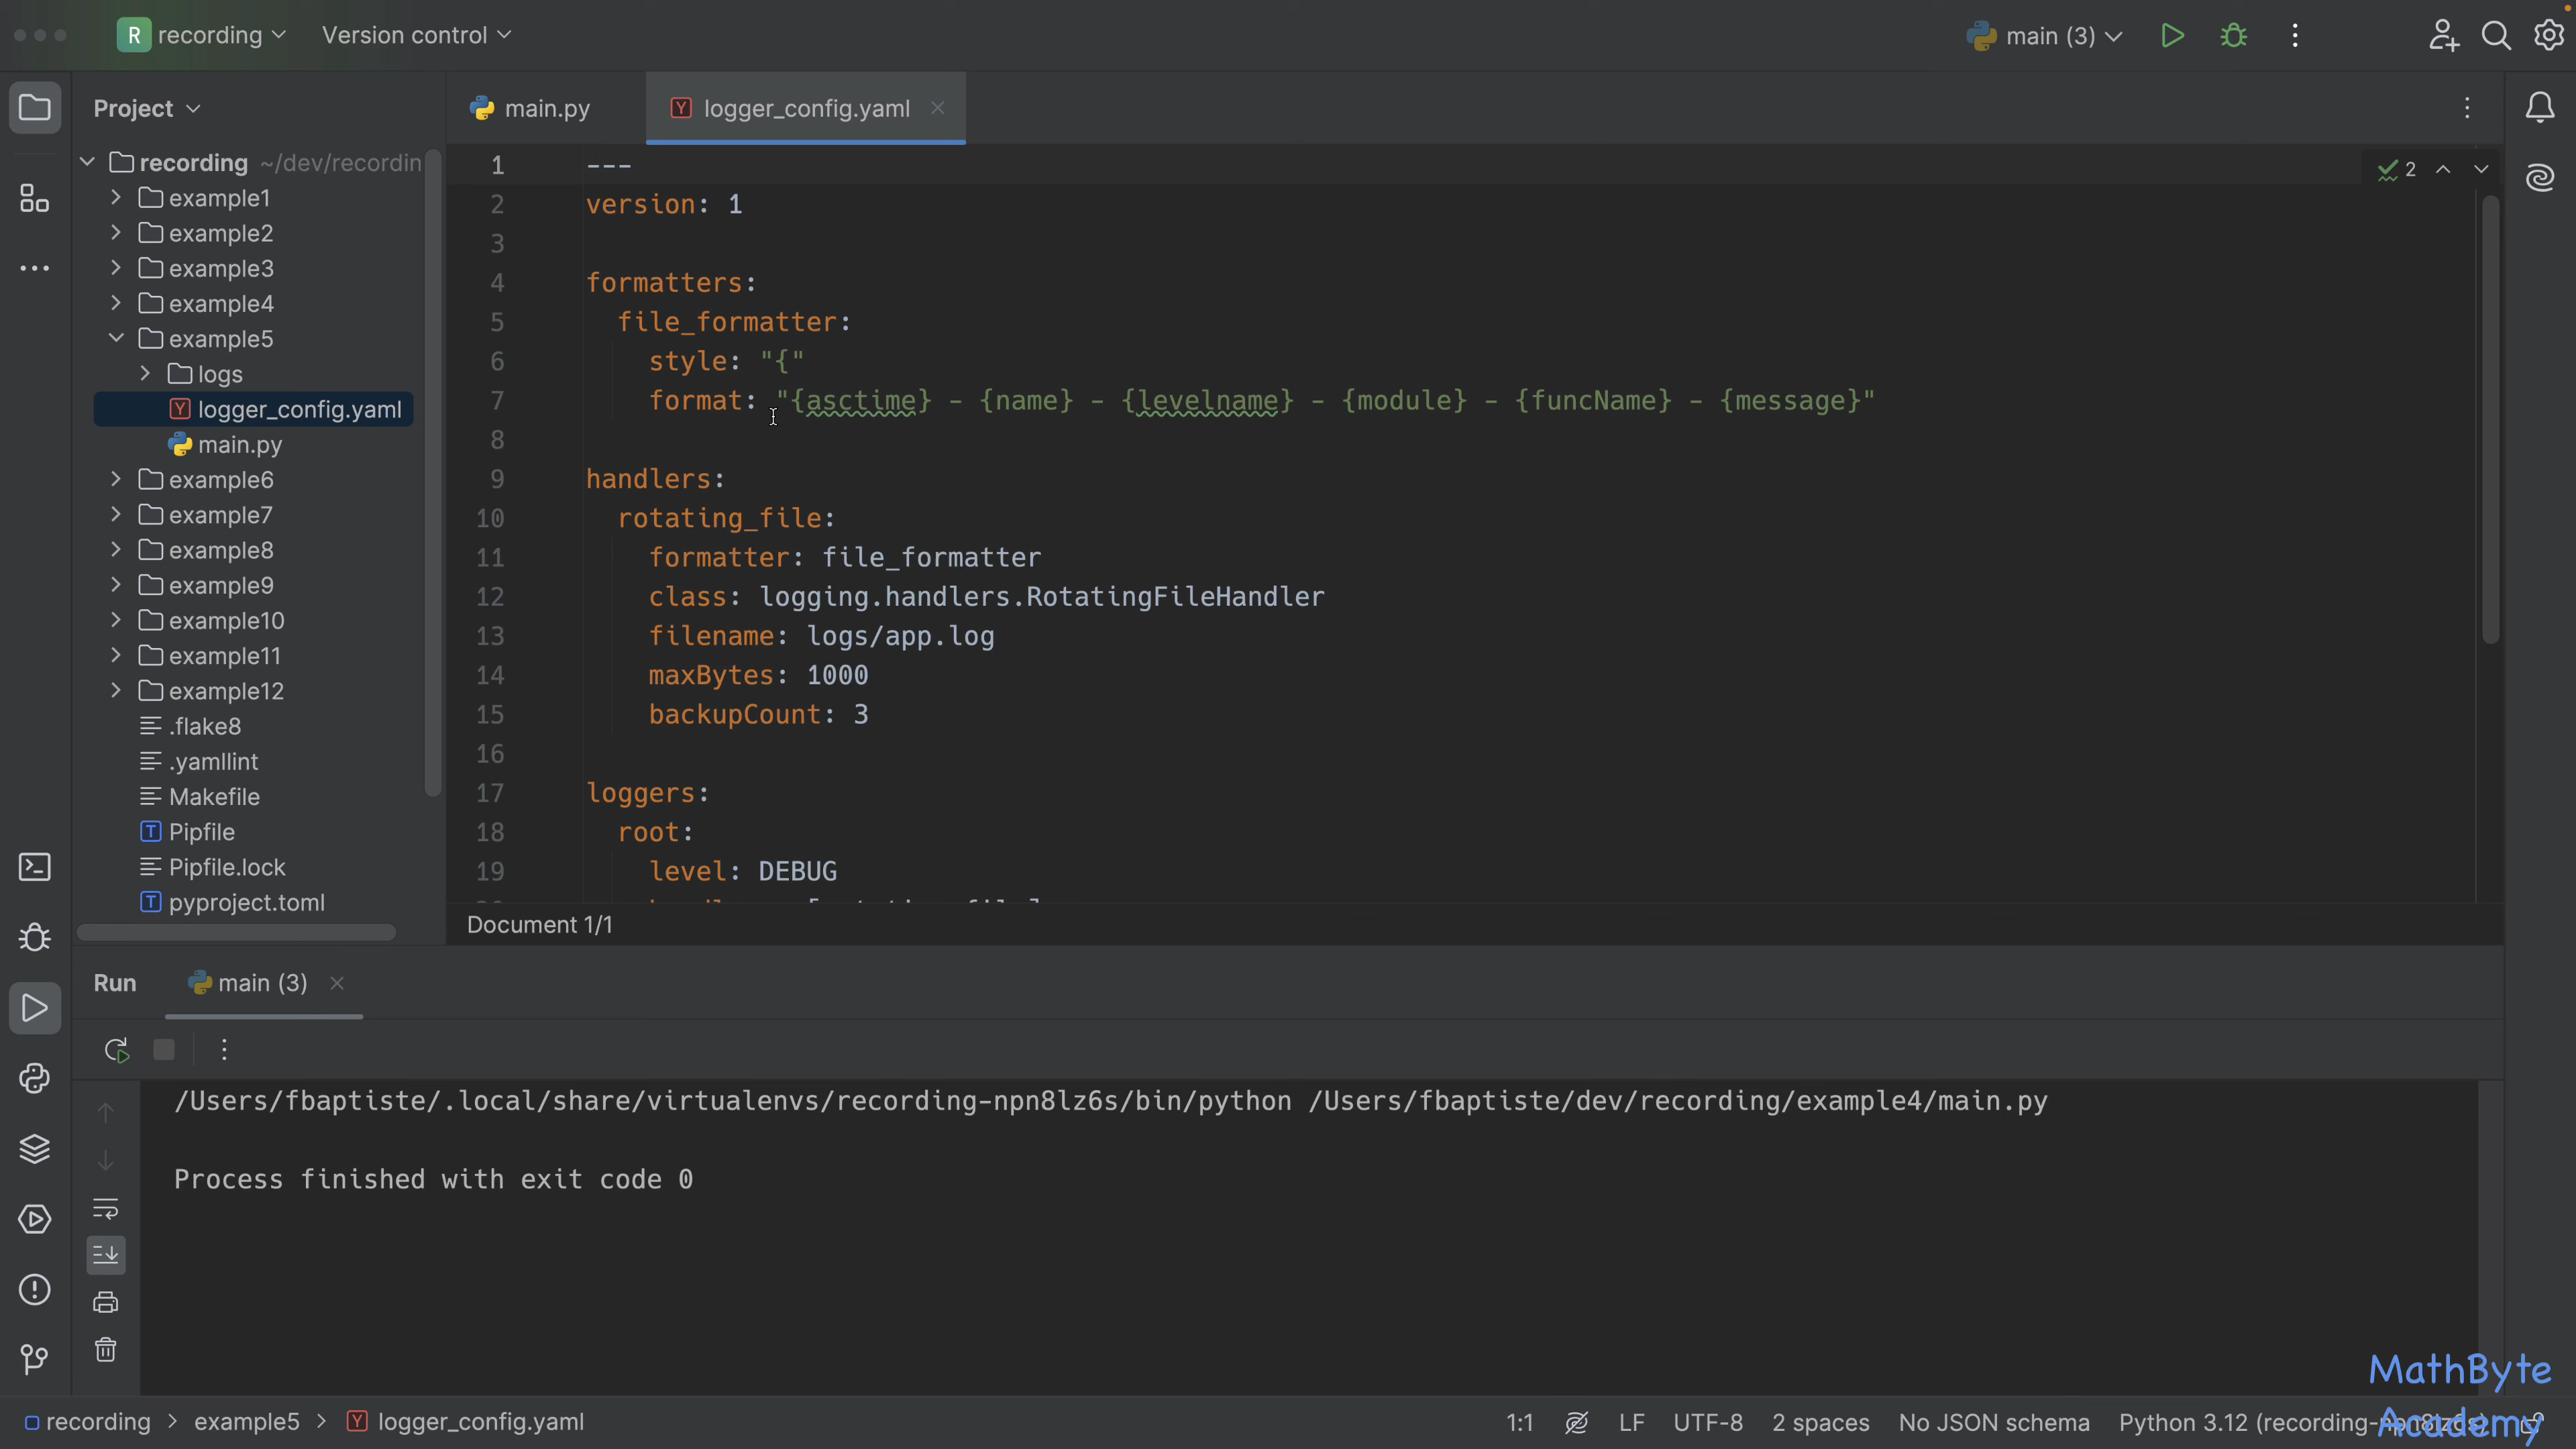 R recording Version control main (3)
Project
main.py logger_config.yaml
recording ~/dev/recordin
example1
example2
example3
example4
example5
logs
logger_config.yaml
main.py
example6
example7
example8
example9
example10
example11
example12
.flake8
.yamllint
Makefile
Pipfile
Pipfile.lock
pyproject.toml
2
1 ---
2 version: 1
3
4 formatters:
5 file_formatter:
6 style: "{"
7 format: "{asctime} - {name} - {levelname} - {module} - {funcName} - {message}"
8
9 handlers:
10 rotating_file:
11 formatter: file_formatter
12 class: logging.handlers.RotatingFileHandler
13 filename: logs/app.log
14 maxBytes: 1000
15 backupCount: 3
16
17 loggers:
18 root:
19 level: DEBUG
Document 1/1
Run main (3)
/Users/fbaptiste/.local/share/virtualenvs/recording-npn8lz6s/bin/python /Users/fbaptiste/dev/recording/example4/main.py
Process finished with exit code 0
MathByte
Academy
recording > example5 > logger_config.yaml 1:1 LF UTF-8 2 spaces No JSON schema Python 3.12 (recording-npn8lz6s)